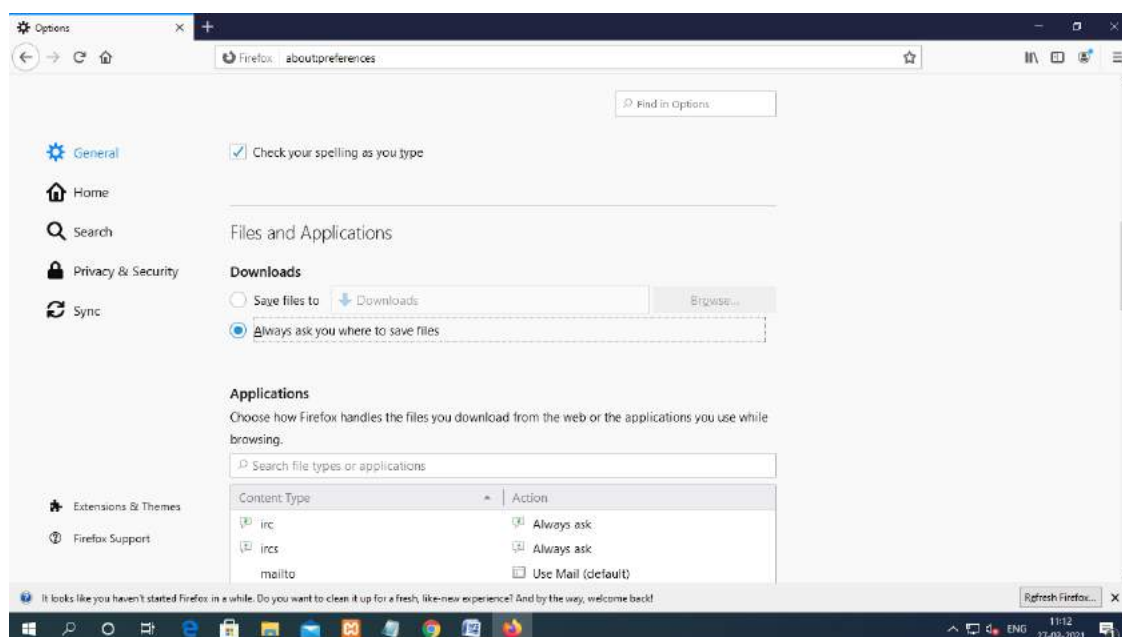 Options
Firefox about:preferences
Find in Options
General
Home
Search
Privacy & Security
Sync
Extensions & Themes
Firefox Support
Check your spelling as you type
Files and Applications
Downloads
Save files to Downloads Browse...
Always ask you where to save files
Applications
Choose how Firefox handles the files you download from the web or the applications you use while
browsing.
Search file types or applications
Content Type Action
irc Always ask
ircs Always ask
mailto Use Mail (default)
It looks like you haven't started Firefox in a while. Do you want to clean it up for a fresh, like-new experience? And by the way, welcome back! Refresh Firefox...
ENG 11:12
27-03-2021